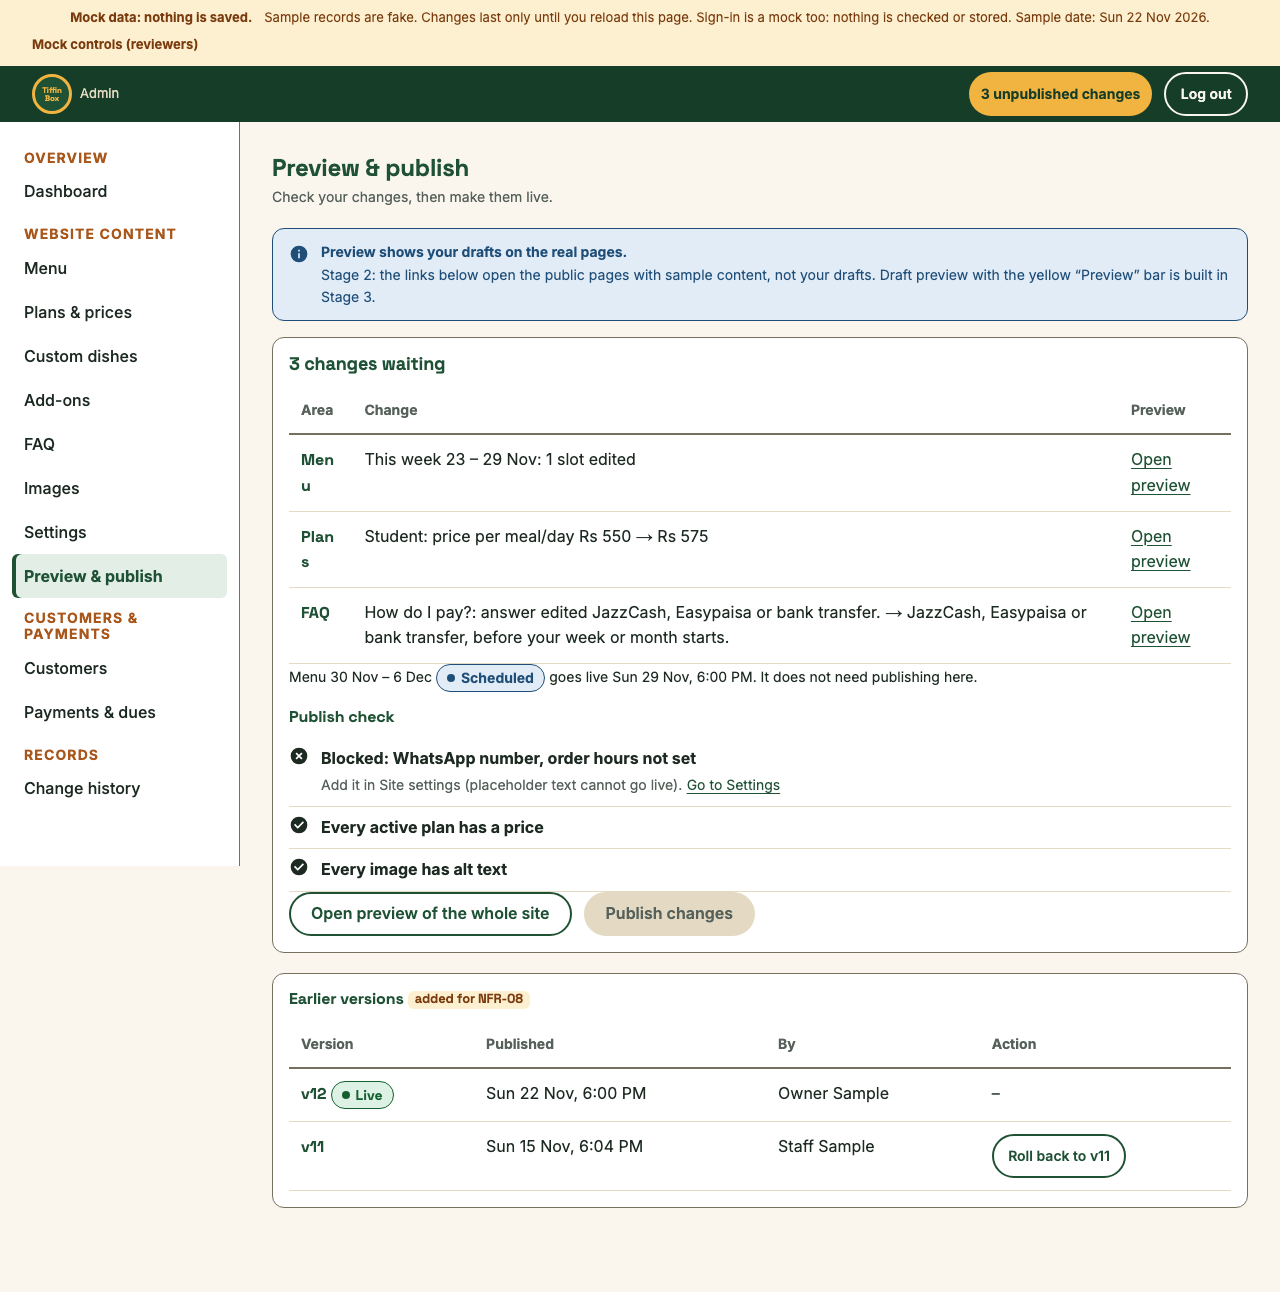 Mock data: nothing is saved. Sample records are fake. Changes last only until you reload this page. Sign-in is a mock too: nothing is checked or stored. Sample date: Sun 22 Nov 2026.
Mock controls (reviewers)
Tiffin
Box
Admin
3 unpublished changes
Log out
OVERVIEW
Dashboard
WEBSITE CONTENT
Menu
Plans & prices
Custom dishes
Add-ons
FAQ
Images
Settings
Preview & publish
CUSTOMERS &
PAYMENTS
Customers
Payments & dues
RECORDS
Change history
Preview & publish
Check your changes, then make them live.
Preview shows your drafts on the real pages.
Stage 2: the links below open the public pages with sample content, not your drafts. Draft preview with the yellow “Preview” bar is built in
Stage 3.
3 changes waiting
Area Change Preview
Men This week 23 – 29 Nov: 1 slot edited Open
u preview
Plan Student: price per meal/day Rs 550 → Rs 575 Open
s preview
FAQ How do I pay?: answer edited JazzCash, Easypaisa or bank transfer. → JazzCash, Easypaisa or Open
bank transfer, before your week or month starts. preview
Menu 30 Nov – 6 Dec Scheduled goes live Sun 29 Nov, 6:00 PM. It does not need publishing here.
Publish check
Blocked: WhatsApp number, order hours not set
Add it in Site settings (placeholder text cannot go live). Go to Settings
Every active plan has a price
Every image has alt text
Open preview of the whole site
Publish changes
Earlier versions added for NFR-08
Version Published By Action
v12 Live Sun 22 Nov, 6:00 PM Owner Sample –
v11 Sun 15 Nov, 6:04 PM Staff Sample Roll back to v11